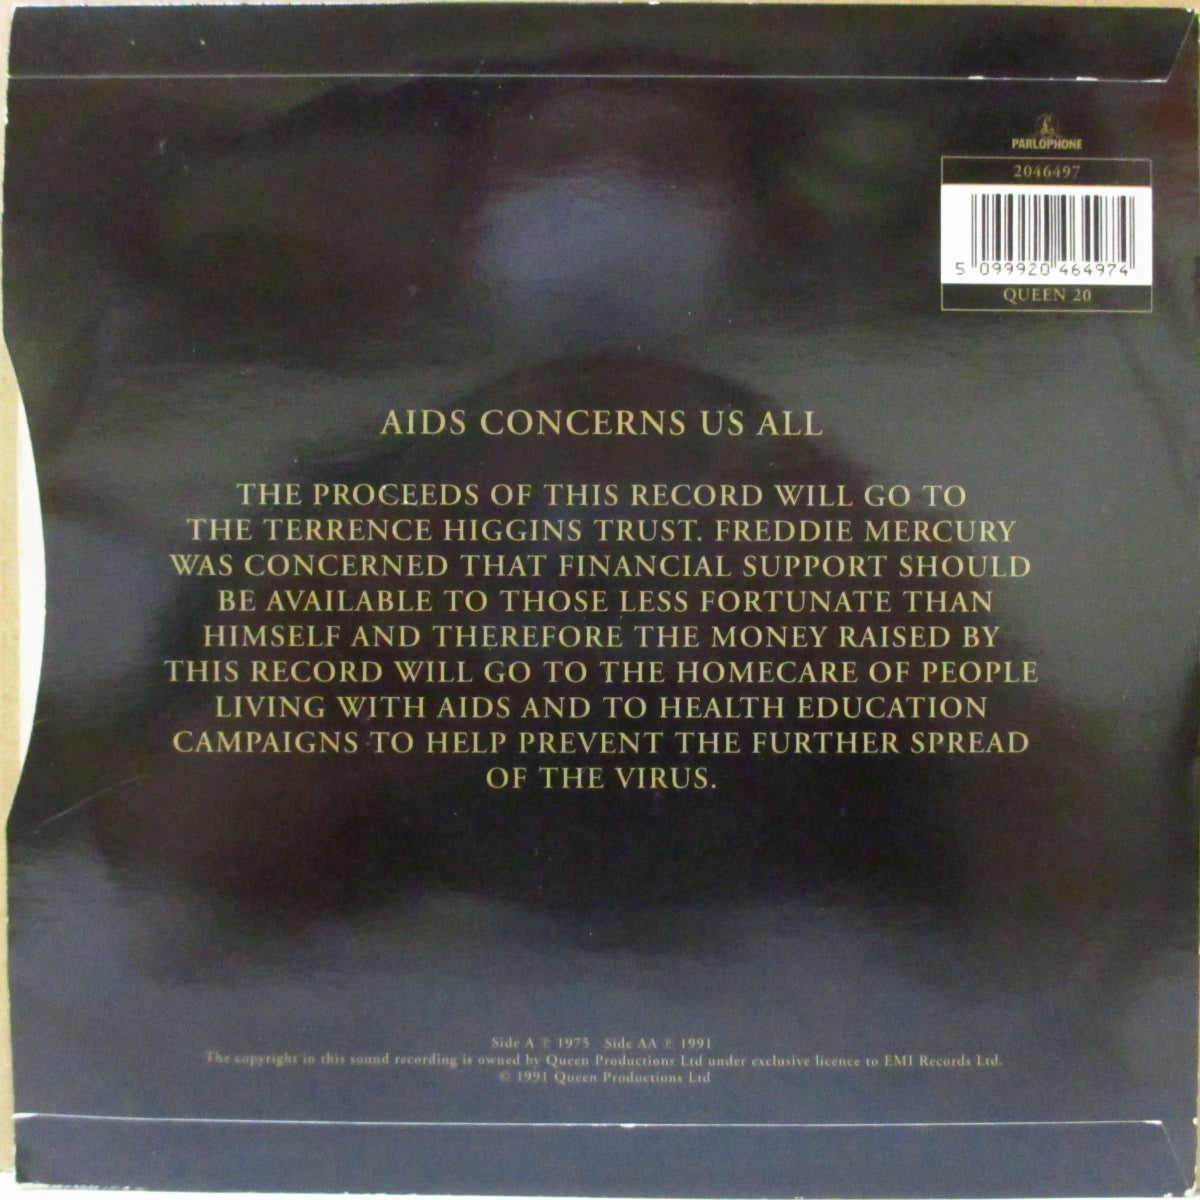 £
PARLOPHONE
2046497
5 099920 464974
QUEEN 20
AIDS CONCERNS US ALL
THE PROCEEDS OF THIS RECORD WILL GO TO
THE TERRENCE HIGGINS TRUST. FREDDIE MERCURY
WAS CONCERNED THAT FINANCIAL SUPPORT SHOULD
BE AVAILABLE TO THOSE LESS FORTUNATE THAN
HIMSELF AND THEREFORE THE MONEY RAISED BY
THIS RECORD WILL GO TO THE HOMECARE OF PEOPLE
LIVING WITH AIDS AND TO HEALTH EDUCATION
CAMPAIGNS TO HELP PREVENT THE FURTHER SPREAD
OF THE VIRUS.
Side A ℗ 1975 Side AA ℗ 1991
The copyright in this sound recording is owned by Queen Productions Ltd under exclusive licence to EMI Records Ltd.
© 1991 Queen Productions Ltd